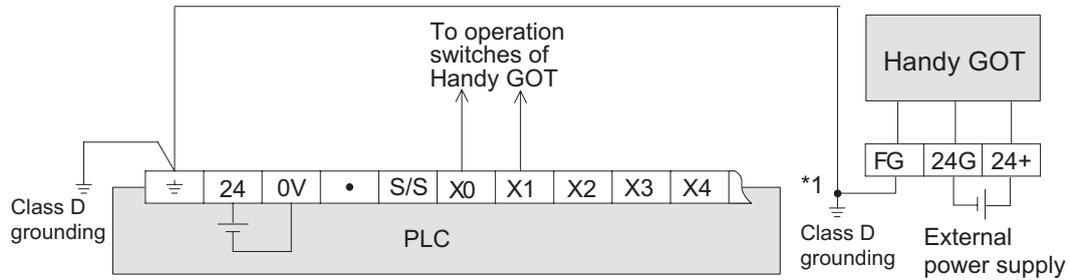 To operation
switches of
Handy GOT
Handy GOT
FG 24G 24+
24 0V • S/S X0 X1 X2 X3 X4
*1
Class D
grounding
PLC
Class D
grounding
External
power supply